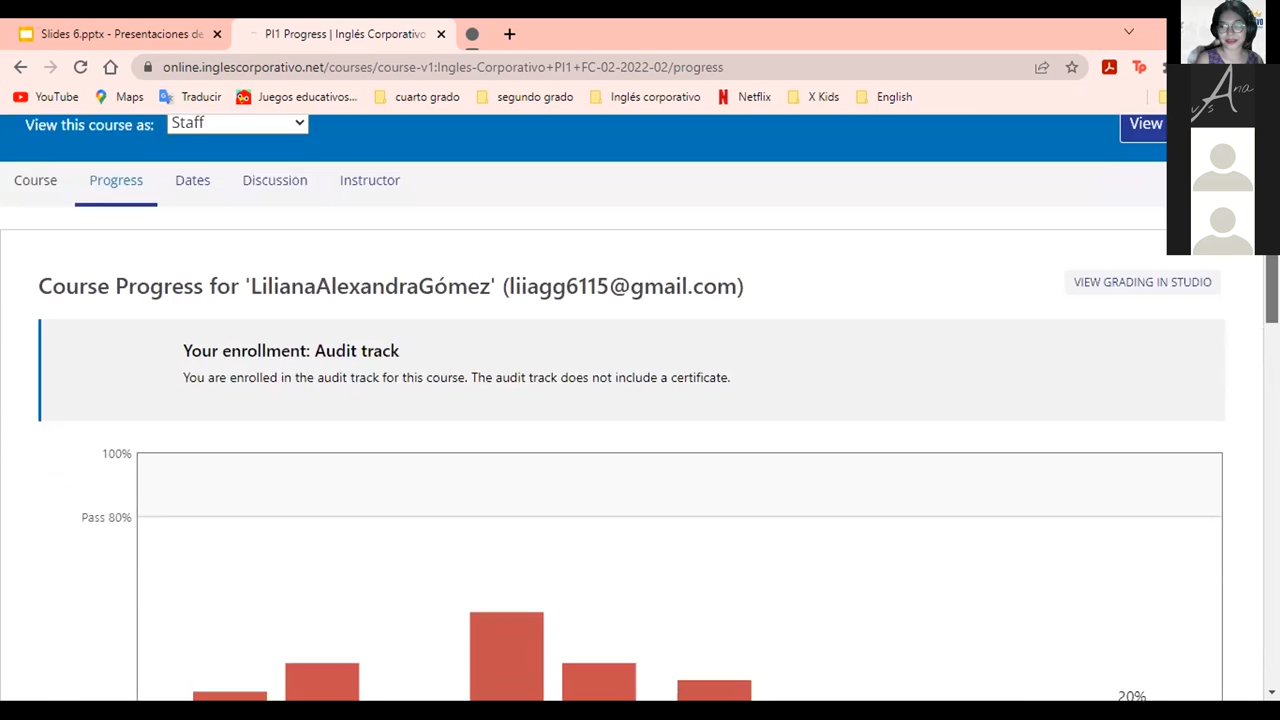 Slides 6.pptx - Presentaciones de
PI1 Progress | Inglés Corporativo
online.inglescorporativo.net/courses/course-v1:Ingles-Corporativo+PI1+FC-02-2022-02/progress
YouTube Maps Traducir Juegos educativos... cuarto grado segundo grado Inglés corporativo Netflix X Kids English
View this course as: Staff
View
Course Progress Dates Discussion Instructor
Ana
Course Progress for 'LilianaAlexandraGómez' (liiagg6115@gmail.com)
VIEW GRADING IN STUDIO
Your enrollment: Audit track
You are enrolled in the audit track for this course. The audit track does not include a certificate.
100%
Pass 80%
20%